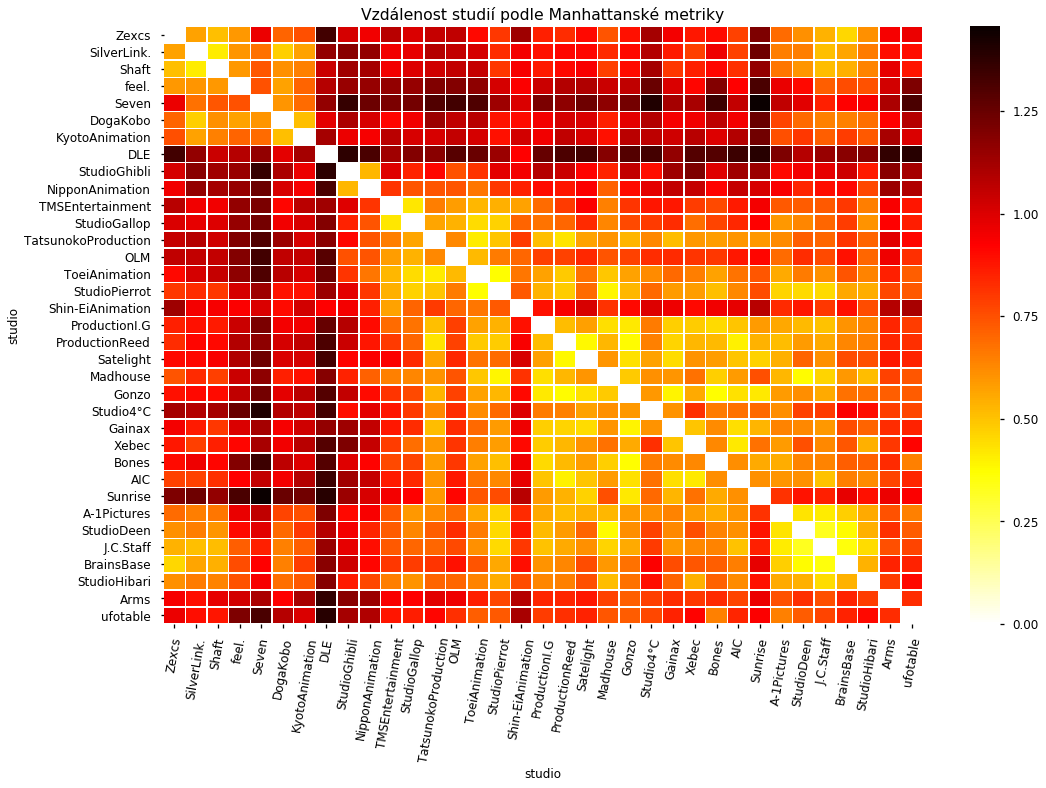 Vzdálenost studií podle Manhattanské metriky
Zexcs
SilverLink.
Shaft
feel.
Seven
DogaKobo
KyotoAnimation
DLE
StudioGhibli
NipponAnimation
TMSEntertainment
StudioGallop
TatsunokoProduction
OLM
ToeiAnimation
StudioPierrot
Shin-EiAnimation
ProductionI.G
ProductionReed
Satelight
Madhouse
Gonzo
Studio4°C
Gainax
Xebec
Bones
AIC
Sunrise
A-1Pictures
StudioDeen
J.C.Staff
BrainsBase
StudioHibari
Arms
ufotable
studio
Zexcs
SilverLink.
Shaft
feel.
Seven
DogaKobo
KyotoAnimation
DLE
StudioGhibli
NipponAnimation
TMSEntertainment
StudioGallop
TatsunokoProduction
OLM
ToeiAnimation
StudioPierrot
Shin-EiAnimation
ProductionI.G
ProductionReed
Satelight
Madhouse
Gonzo
Studio4°C
Gainax
Xebec
Bones
AIC
Sunrise
A-1Pictures
StudioDeen
J.C.Staff
BrainsBase
StudioHibari
Arms
ufotable
studio
1.25
1.00
0.75
0.50
0.25
0.00